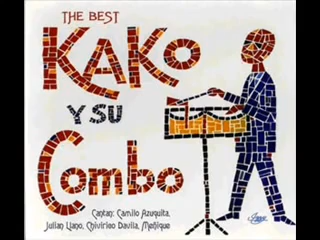 THE BEST
KAKO
Y SU
Combo
Cantan: Camilo Azuquita,
Julian Llano, Chivirico Davila, Meñique